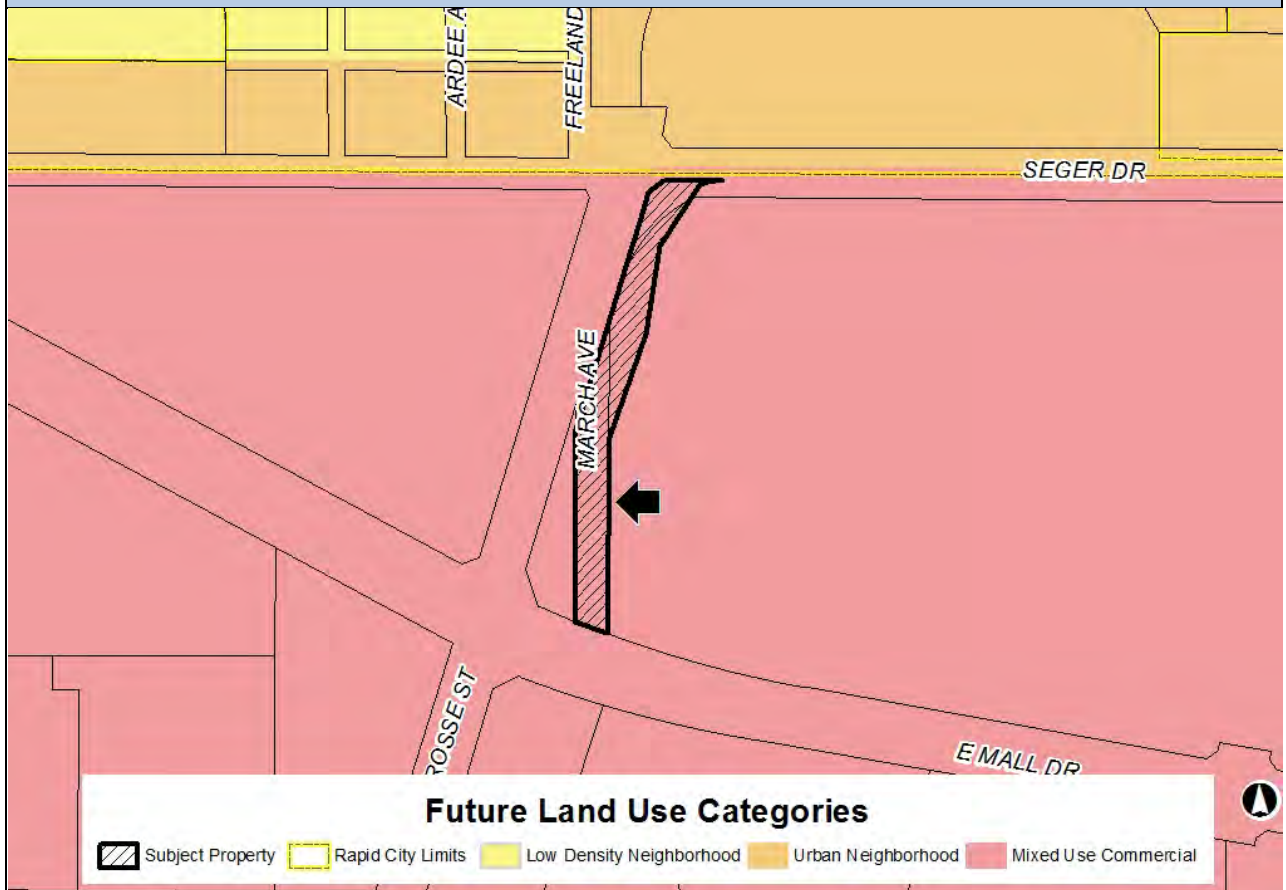 ARDEE A
FREELAND
SEGER DR
MARCH AVE
ROSSE ST
E MALL DR
Future Land Use Categories
Subject Property Rapid City Limits Low Density Neighborhood Urban Neighborhood Mixed Use Commercial